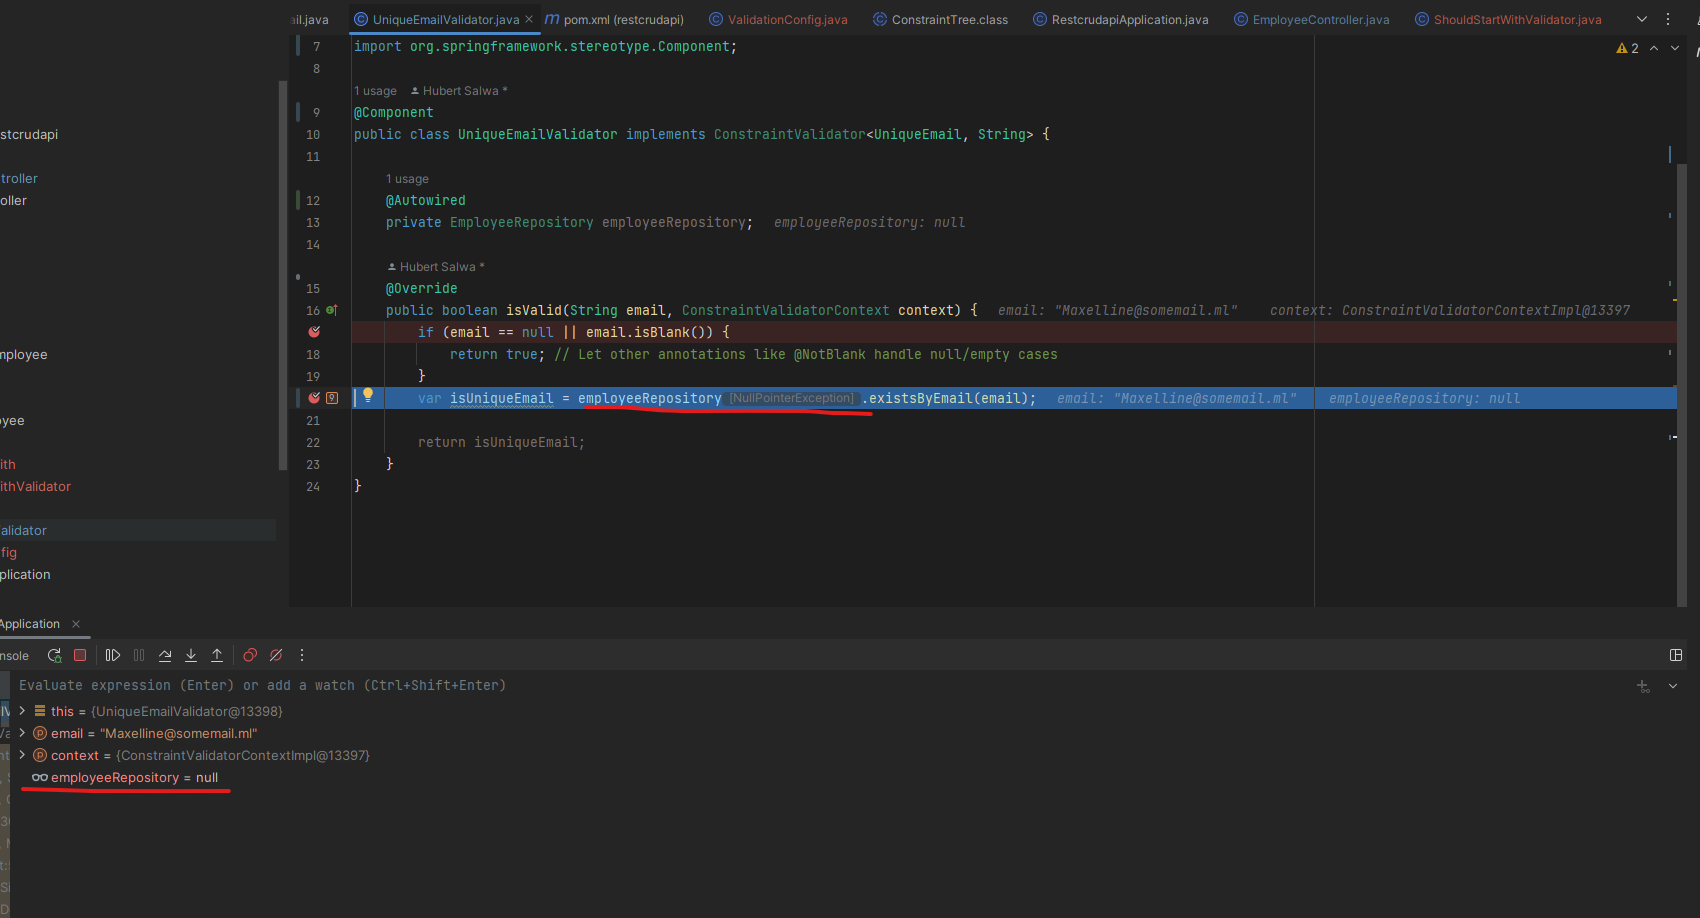 ail.java UniqueEmailValidator.java pom.xml (restcrudapi) ValidationConfig.java ConstraintTree.class RestcrudapiApplication.java EmployeeController.java ShouldStartWithValidator.java
7 import org.springframework.stereotype.Component; 2
8
1 usage Hubert Salwa *
9 @Component
stcrudapi
10 public class UniqueEmailValidator implements ConstraintValidator<UniqueEmail, String> {
11
troller
1 usage
oller
12 @Autowired
13 private EmployeeRepository employeeRepository; employeeRepository: null
14
Hubert Salwa *
15 @Override
16 public boolean isValid(String email, ConstraintValidatorContext context) { email: "Maxelline@somemail.ml" context: ConstraintValidatorContextImpl@13397
if (email == null || email.isBlank()) {
mployee
18 return true; // Let other annotations like @NotBlank handle null/empty cases
19 }
var isUniqueEmail = employeeRepository [NullPointerException] .existsByEmail(email); email: "Maxelline@somemail.ml" employeeRepository: null
oyee
21
22 return isUniqueEmail;
ith
23 }
ithValidator
24 }
alidator
fig
plication
Application
nsole
Evaluate expression (Enter) or add a watch (Ctrl+Shift+Enter)
this = {UniqueEmailValidator@13398}
email = "Maxelline@somemail.ml"
context = {ConstraintValidatorContextImpl@13397}
employeeRepository = null